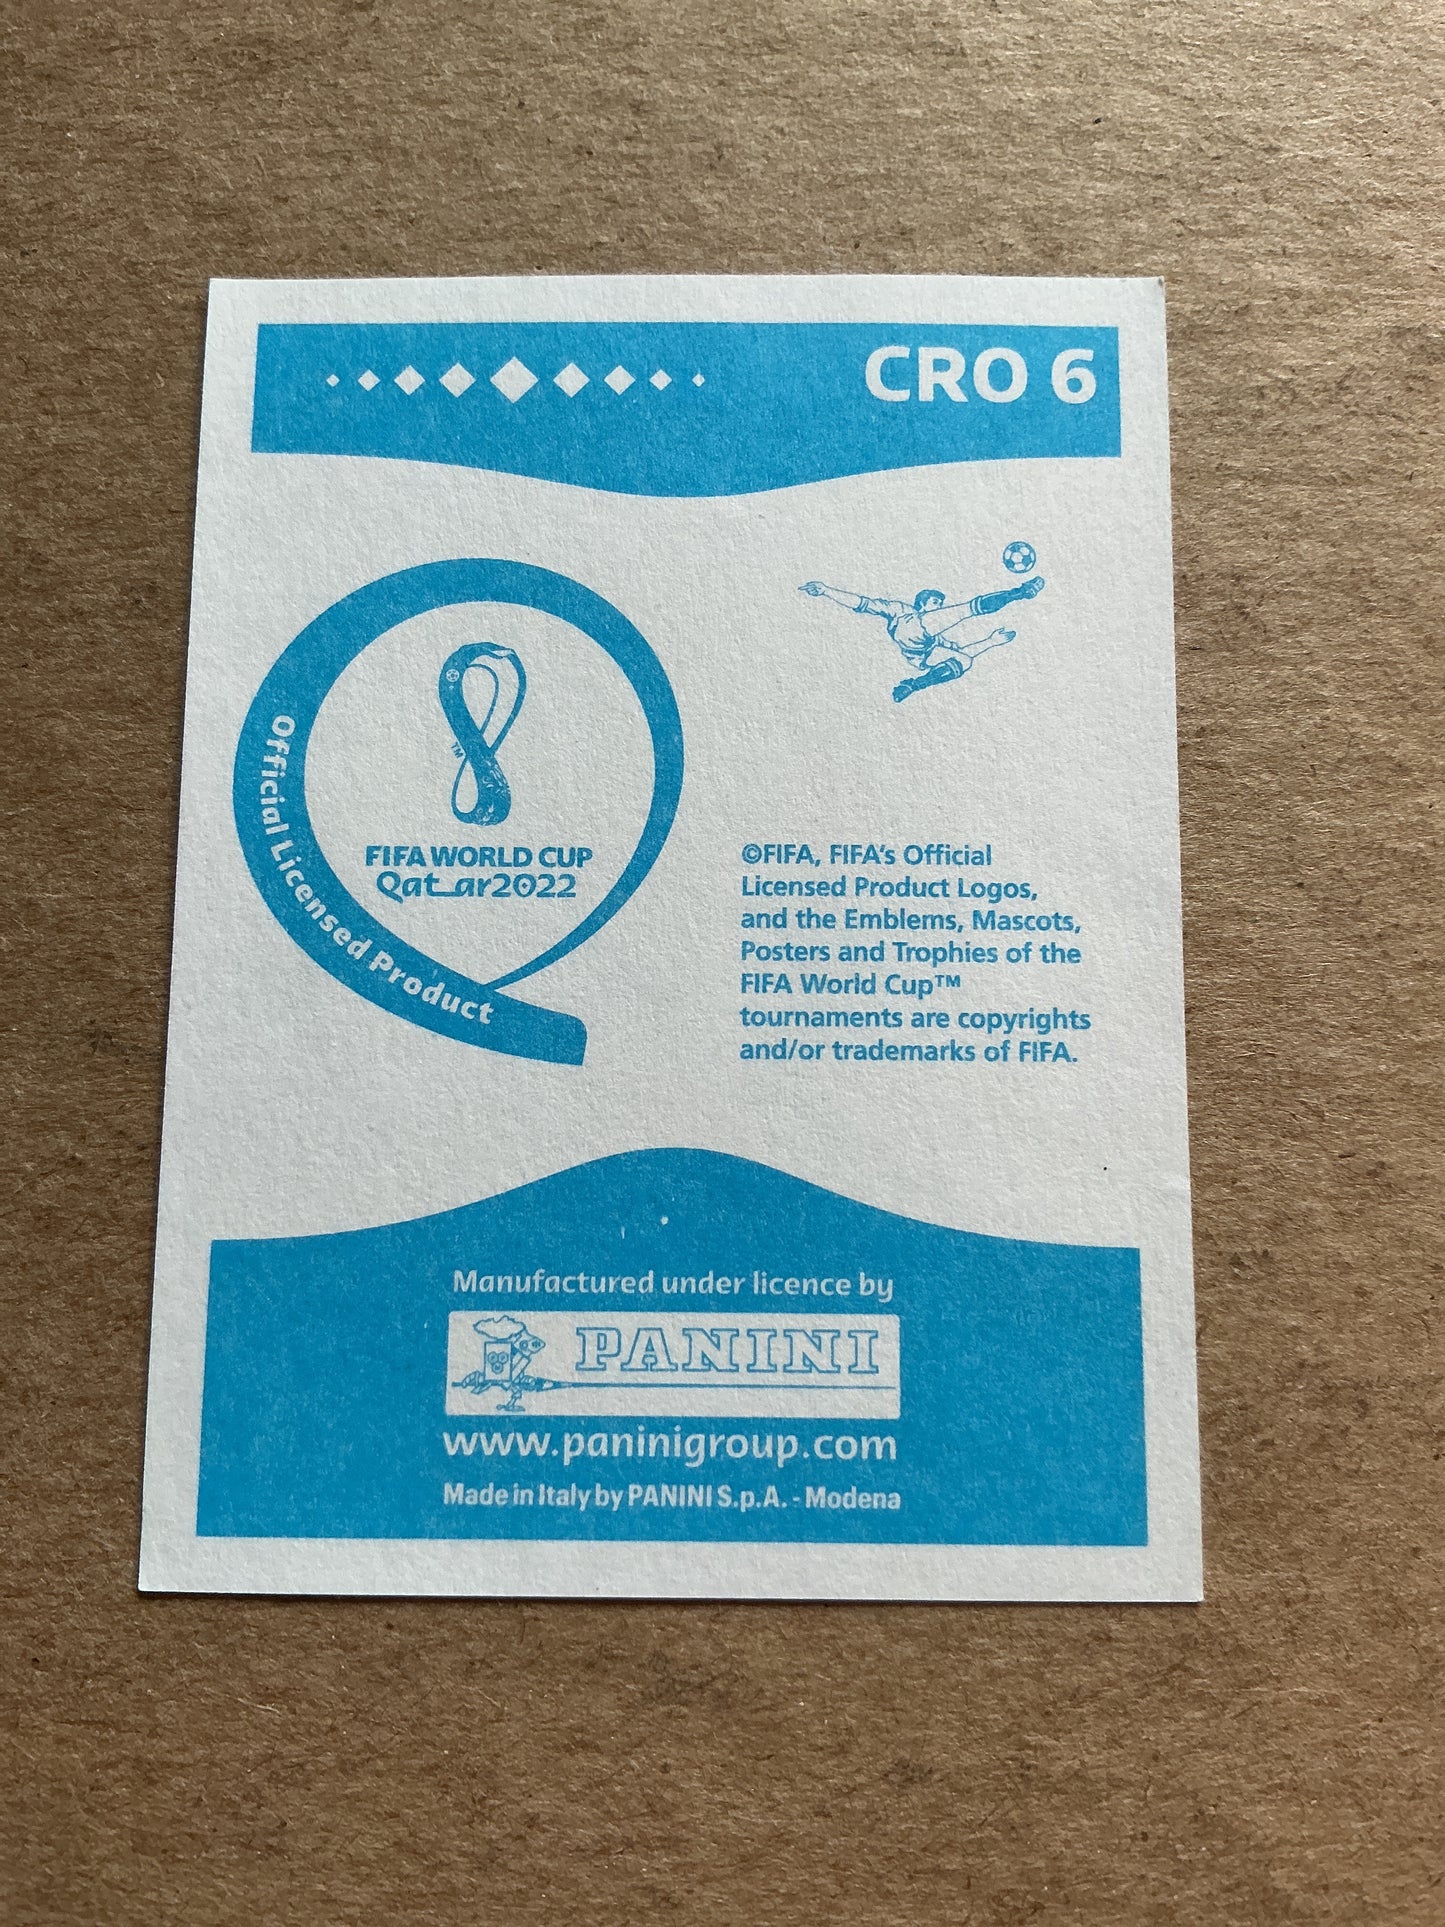 CRO 6
Official Licensed Product
TM
FIFA WORLD CUP
Qatar2022
©FIFA, FIFA's Official
Licensed Product Logos,
and the Emblems, Mascots,
Posters and Trophies of the
FIFA World Cup™
tournaments are copyrights
and/or trademarks of FIFA.
Manufactured under licence by
PANINI
www.paninigroup.com
Made in Italy by PANINI S.p.A. - Modena